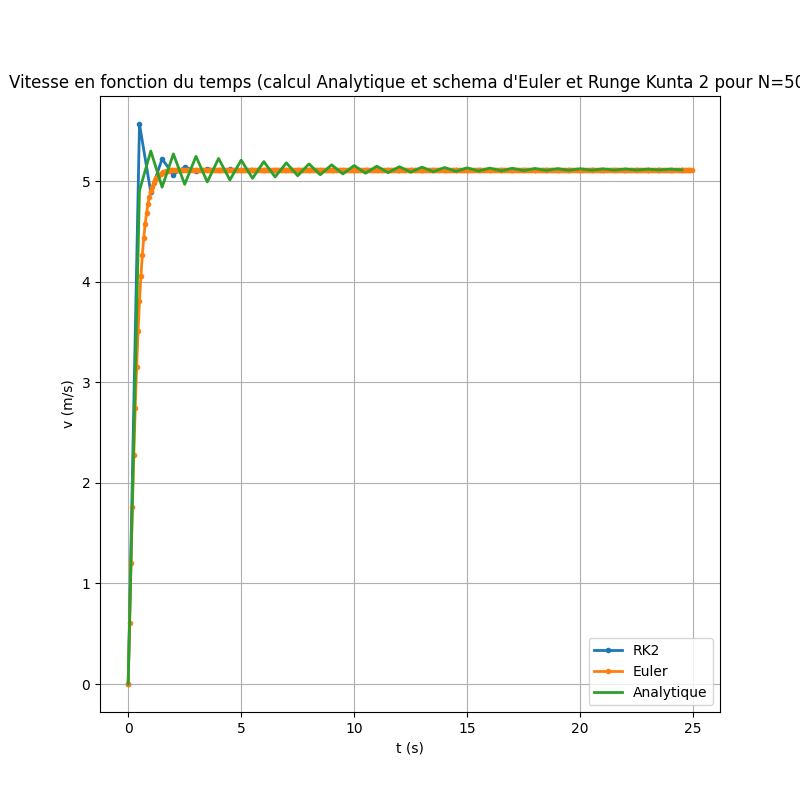 Vitesse en fonction du temps (calcul Analytique et schema d'Euler et Runge Kunta 2 pour N=50
5
4
3
2
1
0
v (m/s)
RK2
Euler
Analytique
0 5 10 15 20 25
t (s)